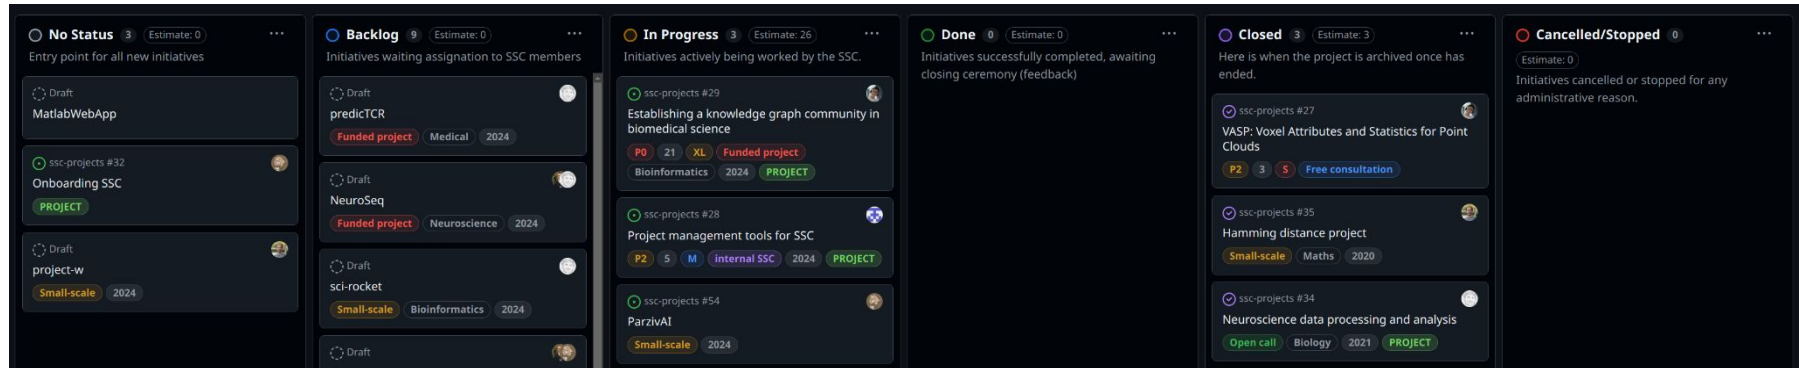 No Status 3 Estimate: 0
Entry point for all new initiatives
Draft
MatlabWebApp
ssc-projects #32
Onboarding SSC
PROJECT
Draft
project-w
Small-scale 2024
Backlog 9 Estimate: 0
Initiatives waiting assignation to SSC members
Draft
predicTCR
Funded project Medical 2024
Draft
NeuroSeq
Funded project Neuroscience 2024
Draft
sci-rocket
Small-scale Bioinformatics 2024
Draft
In Progress 3 Estimate: 26
Initiatives actively being worked by the SSC.
ssc-projects #29
Establishing a knowledge graph community in
biomedical science
P0 21 XL Funded project
Bioinformatics 2024 PROJECT
ssc-projects #28
Project management tools for SSC
P2 5 M internal SSC 2024 PROJECT
ssc-projects #54
ParzivAI
Small-scale 2024
Done 0 Estimate: 0
Initiatives successfully completed, awaiting
closing ceremony (feedback)
Closed 3 Estimate: 3
Here is when the project is archived once has
ended.
ssc-projects #27
VASP: Voxel Attributes and Statistics for Point
Clouds
P2 3 S Free consultation
ssc-projects #35
Hamming distance project
Small-scale Maths 2020
ssc-projects #34
Neuroscience data processing and analysis
Open call Biology 2021 PROJECT
Cancelled/Stopped 0
Estimate: 0
Initiatives cancelled or stopped for any
administrative reason.